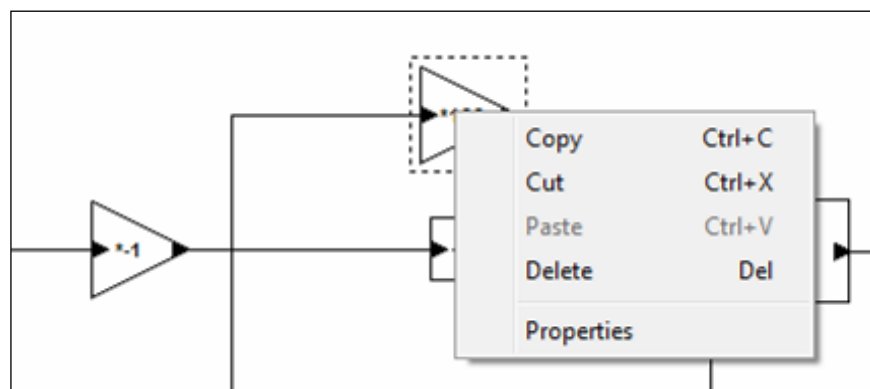 Copy Ctrl+C
Cut Ctrl+X
Paste Ctrl+V
Delete Del
Properties
*-1